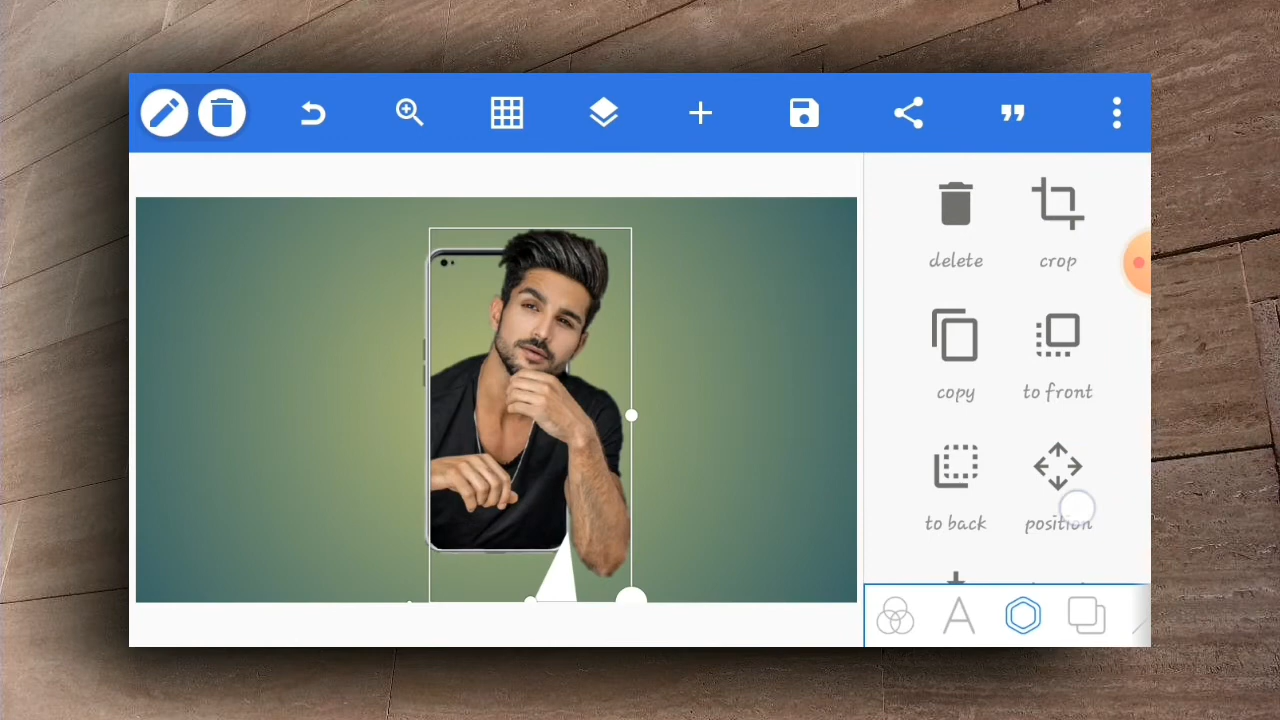 delete
crop
copy
to front
to back
position